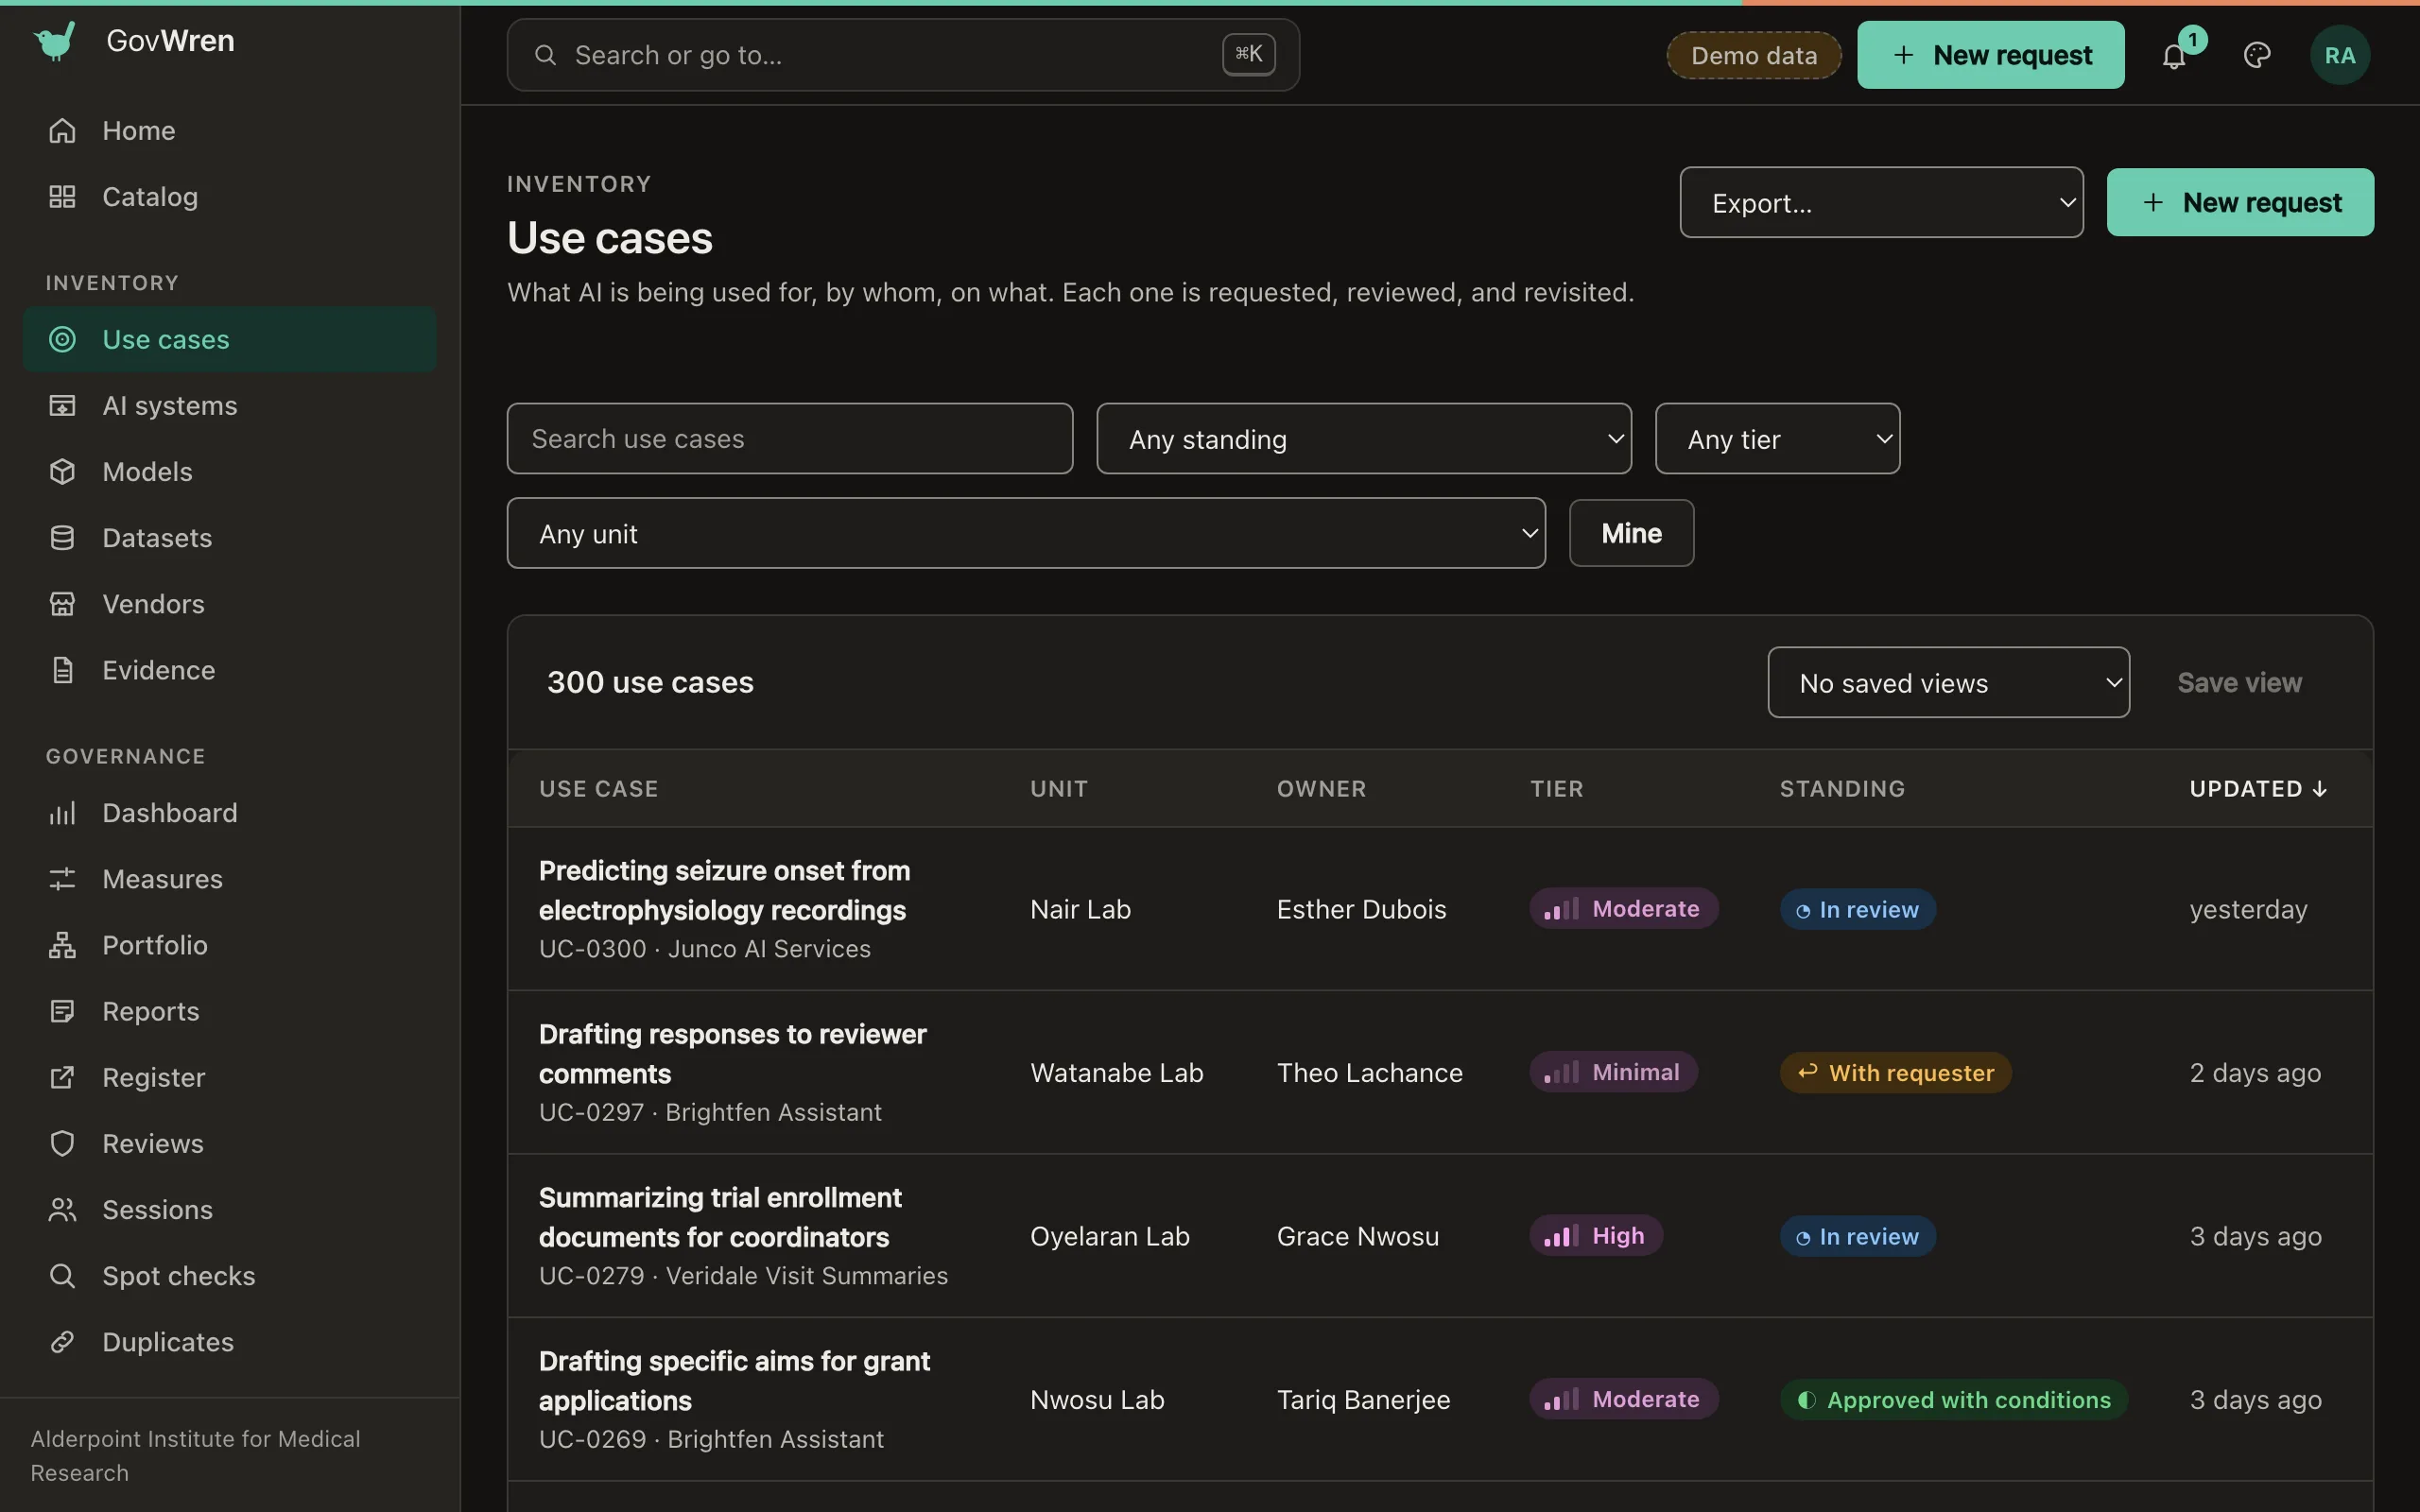 GovWren
Search or go to...
⌘K
Demo data
+ New request
1
RA
Home
Catalog
INVENTORY
Use cases
AI systems
Models
Datasets
Vendors
Evidence
GOVERNANCE
Dashboard
Measures
Portfolio
Reports
Register
Reviews
Sessions
Spot checks
Duplicates
Alderpoint Institute for Medical
Research
INVENTORY
Use cases
What AI is being used for, by whom, on what. Each one is requested, reviewed, and revisited.
Export...
+ New request
Search use cases
Any standing
Any tier
Any unit
Mine
300 use cases
No saved views
Save view
USE CASE UNIT OWNER TIER STANDING UPDATED ↓
Predicting seizure onset from
electrophysiology recordings
UC-0300 · Junco AI Services
Nair Lab
Esther Dubois
Moderate
In review
yesterday
Drafting responses to reviewer
comments
UC-0297 · Brightfen Assistant
Watanabe Lab
Theo Lachance
Minimal
With requester
2 days ago
Summarizing trial enrollment
documents for coordinators
UC-0279 · Veridale Visit Summaries
Oyelaran Lab
Grace Nwosu
High
In review
3 days ago
Drafting specific aims for grant
applications
UC-0269 · Brightfen Assistant
Nwosu Lab
Tariq Banerjee
Moderate
Approved with conditions
3 days ago